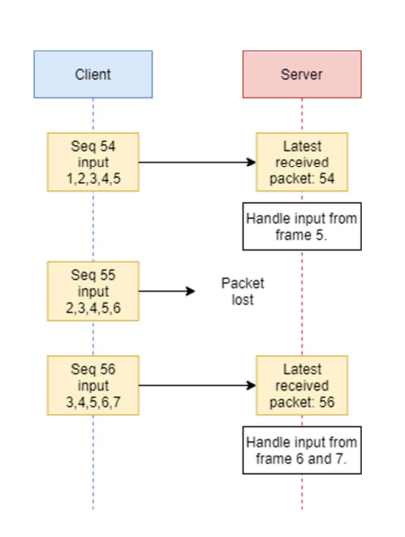 Client
Server
Seq 54
input
1,2,3,4,5
Latest
received
packet: 54
Handle input from
frame 5.
Seq 55
input
2,3,4,5,6
Packet
lost
Seq 56
input
3,4,5,6,7
Latest
received
packet: 56
Handle input from
frame 6 and 7.